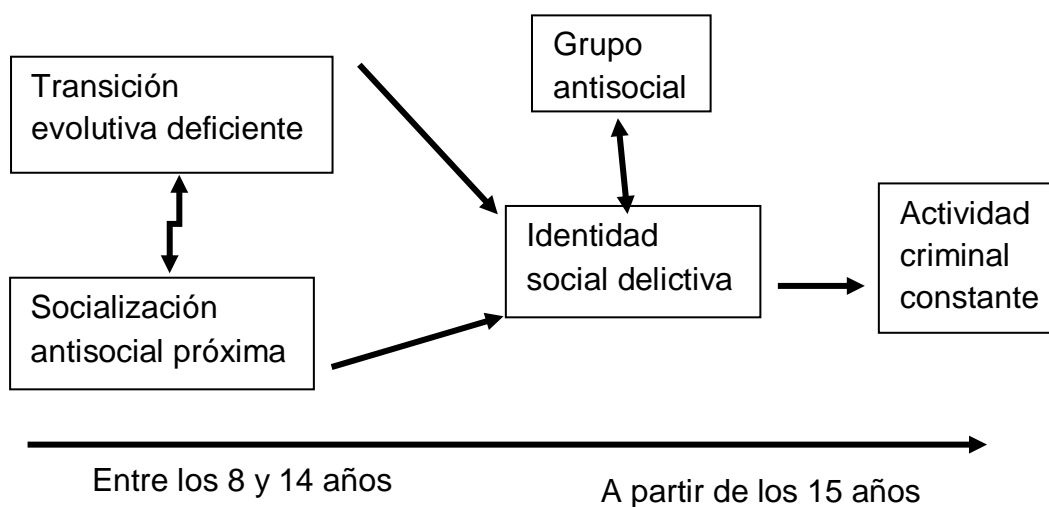 Transición
evolutiva deficiente
Socialización
antisocial próxima
Grupo
antisocial
Identidad
social delictiva
Actividad
criminal
constante
Entre los 8 y 14 años
A partir de los 15 años